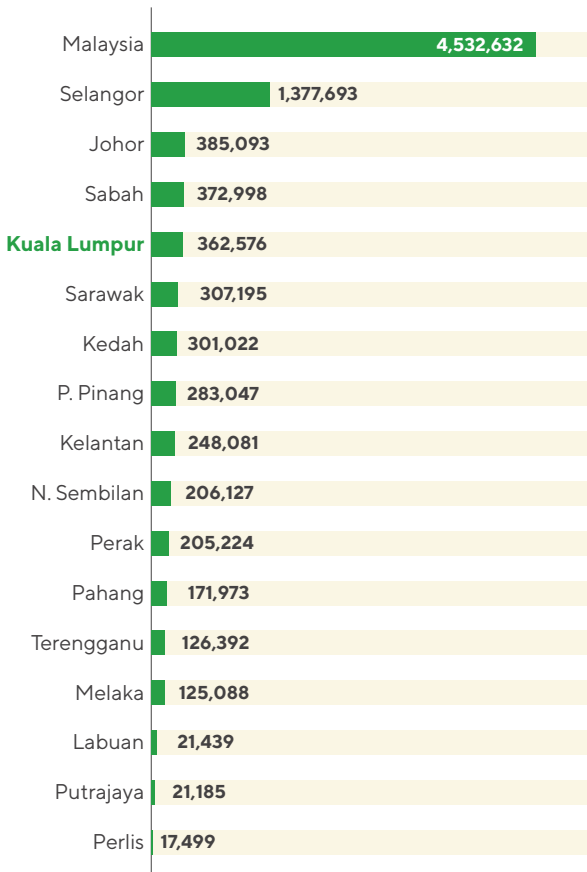 Malaysia 4,532,632
Selangor 1,377,693
Johor 385,093
Sabah 372,998
Kuala Lumpur 362,576
Sarawak 307,195
Kedah 301,022
P. Pinang 283,047
Kelantan 248,081
N. Sembilan 206,127
Perak 205,224
Pahang 171,973
Terengganu 126,392
Melaka 125,088
Labuan 21,439
Putrajaya 21,185
Perlis 17,499